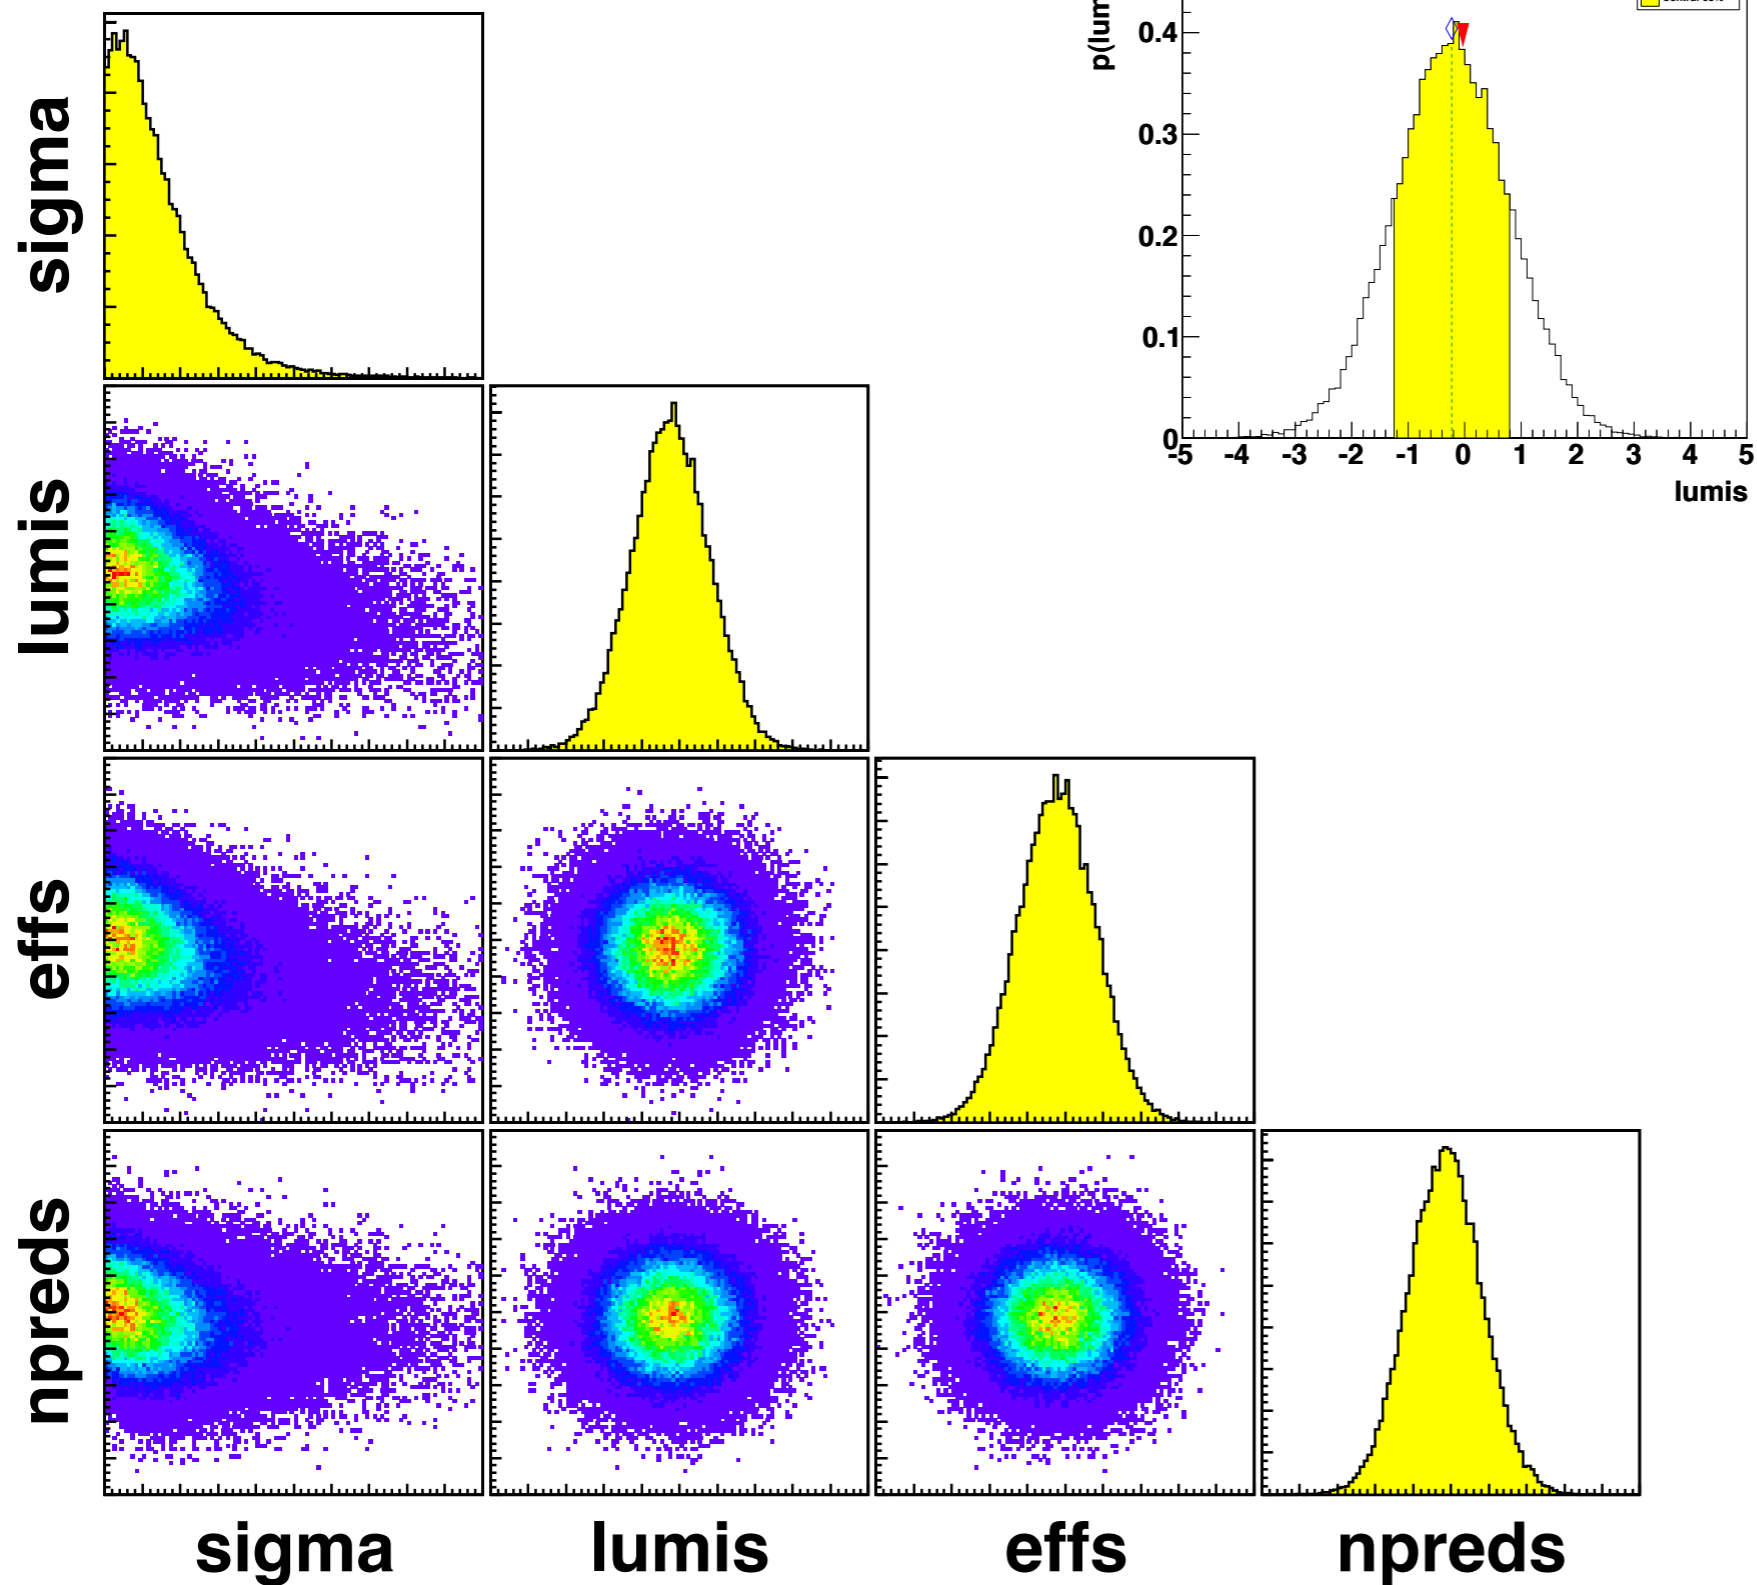 p(lum
0.4
0.3
0.2
0.1
0
-5 -4 -3 -2 -1 0 1 2 3 4 5
lumis
sigma
lumis
effs
npreds
sigma lumis effs npreds